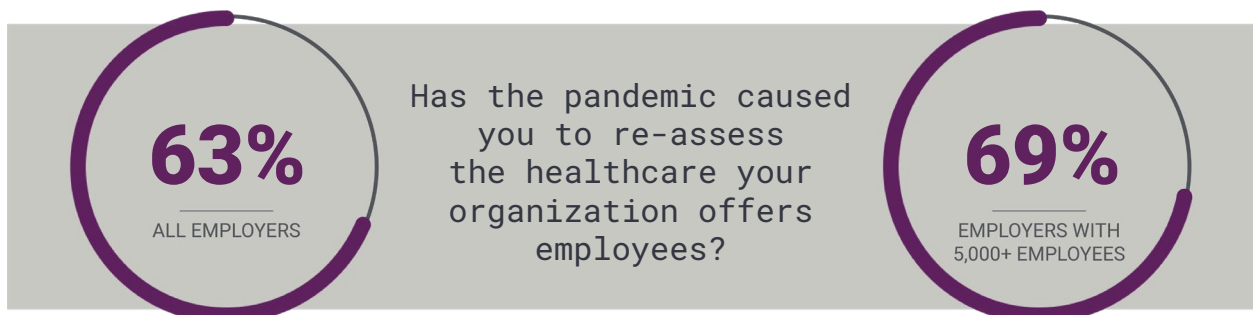 63%
ALL EMPLOYERS
Has the pandemic caused
you to re-assess
the healthcare your
organization offers
employees?
69%
EMPLOYERS WITH
5,000+ EMPLOYEES